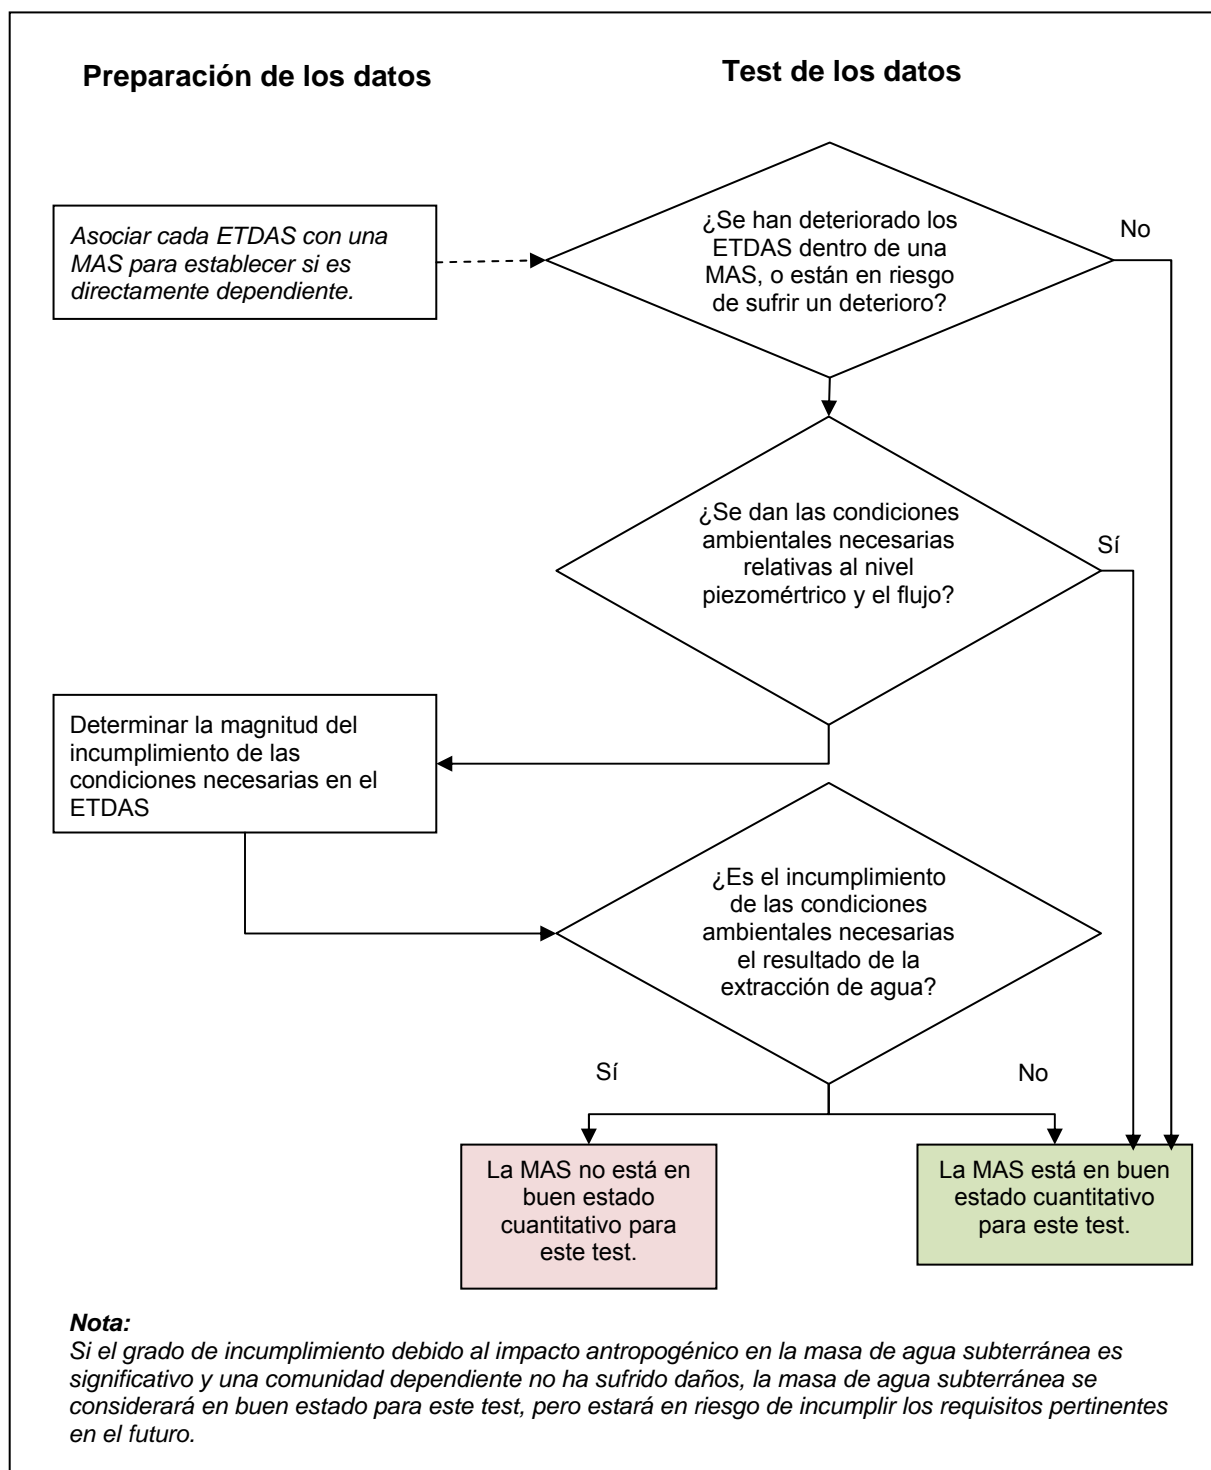 Preparación de los datos
Test de los datos
Asociar cada ETDAS con una
MAS para establecer si es
directamente dependiente.
¿Se han deteriorado los
ETDAS dentro de una
MAS, o están en riesgo
de sufrir un deterioro?
No
¿Se dan las condiciones
ambientales necesarias
relativas al nivel
piezomértrico y el flujo?
Sí
Determinar la magnitud del
incumplimiento de las
condiciones necesarias en el
ETDAS
¿Es el incumplimiento
de las condiciones
ambientales necesarias
el resultado de la
extracción de agua?
Sí
No
La MAS no está en
buen estado
cuantitativo para
este test.
La MAS está en buen
estado cuantitativo
para este test.
Nota:
Si el grado de incumplimiento debido al impacto antropogénico en la masa de agua subterránea es
significativo y una comunidad dependiente no ha sufrido daños, la masa de agua subterránea se
considerará en buen estado para este test, pero estará en riesgo de incumplir los requisitos pertinentes
en el futuro.